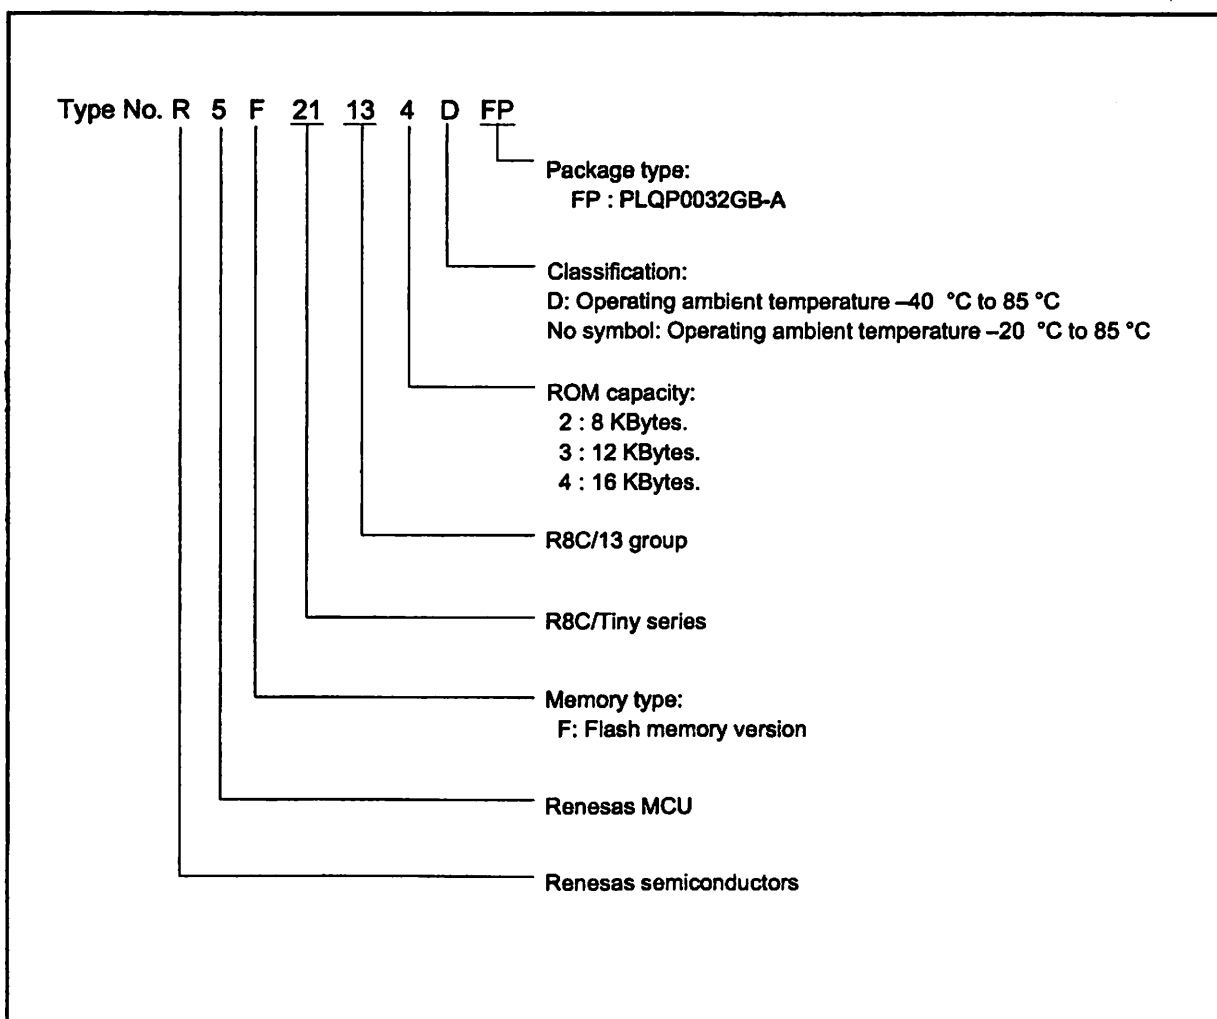 Type No. R 5 F 21 13 4 D FP
Package type:
FP : PLQP0032GB-A
Classification:
D: Operating ambient temperature –40 °C to 85 °C
No symbol: Operating ambient temperature –20 °C to 85 °C
ROM capacity:
2 : 8 KBytes.
3 : 12 KBytes.
4 : 16 KBytes.
R8C/13 group
R8C/Tiny series
Memory type:
F: Flash memory version
Renesas MCU
Renesas semiconductors